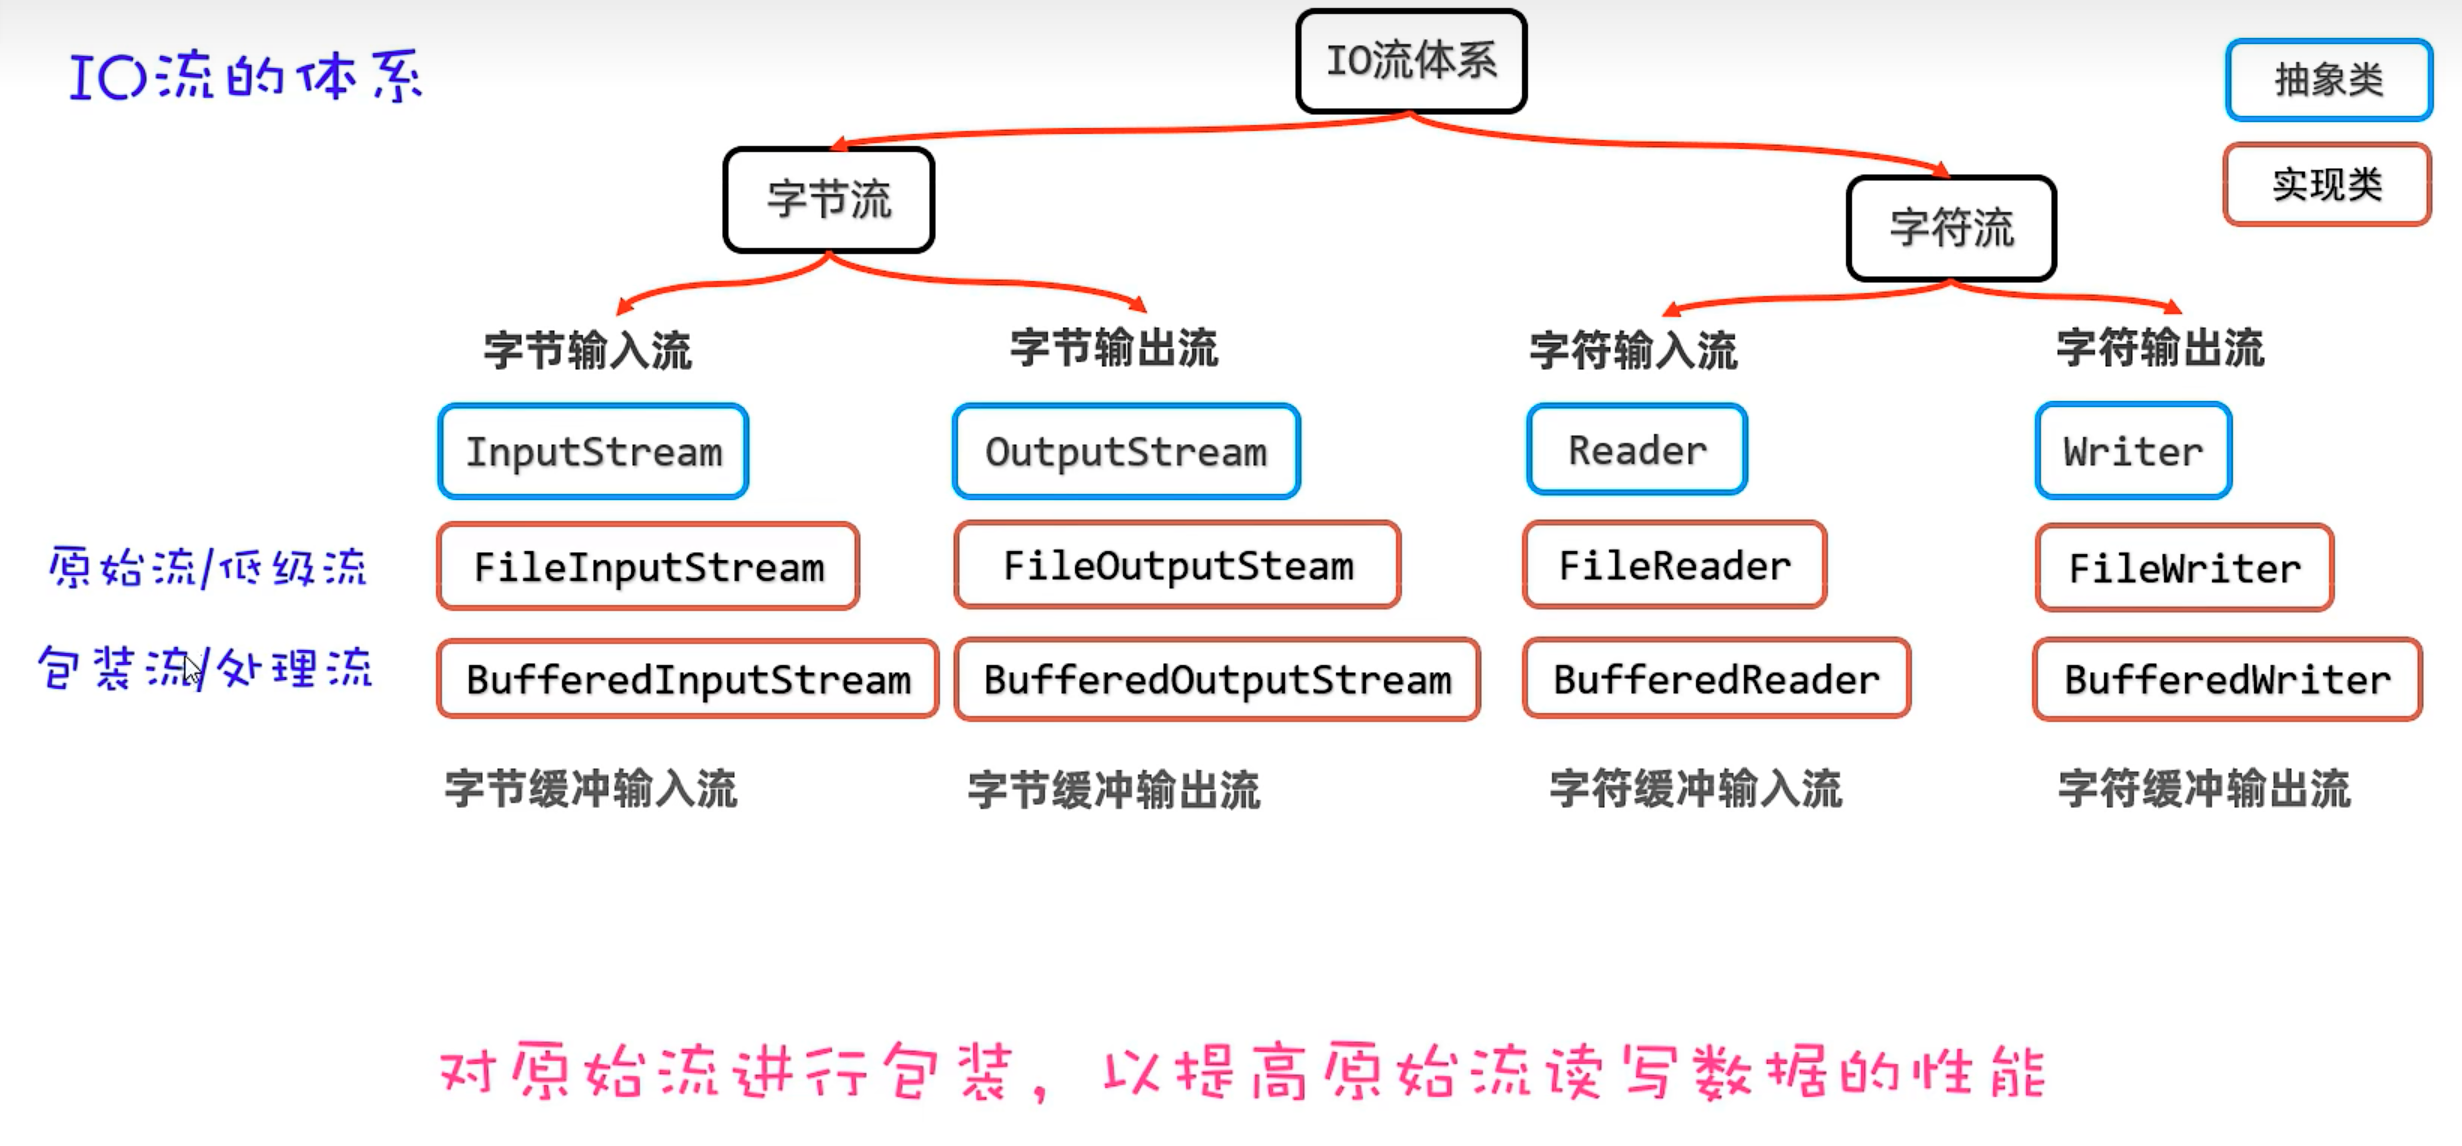 IO流的体系
IO流体系
抽象类
实现类
字节流
字符流
字节输入流
字节输出流
字符输入流
字符输出流
InputStream
OutputStream
Reader
Writer
原始流/低级流
FileInputStream
FileOutputSteam
FileReader
FileWriter
包装流/处理流
BufferedInputStream
BufferedOutputStream
BufferedReader
BufferedWriter
字节缓冲输入流
字节缓冲输出流
字符缓冲输入流
字符缓冲输出流
对原始流进行包装，以提高原始流读写数据的性能